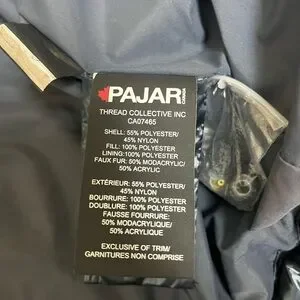 PAJAR
CANADA
THREAD COLLECTIVE INC
CA07465
SHELL: 55% POLYESTER/
45% NYLON
FILL: 100% POLYESTER
LINING:100% POLYESTER
FAUX FUR: 50% MODACRYLIC/
50% ACRYLIC
EXTÉRIEUR: 55% POLYESTER/
45% NYLON
BOURRURE: 100% POLYESTER
DOUBLURE: 100% POLYESTER
FAUSSE FOURRURE:
50% MODACRYLIQUE/
50% ACRYLIQUE
EXCLUSIVE OF TRIM/
GARNITURES NON COMPRISE